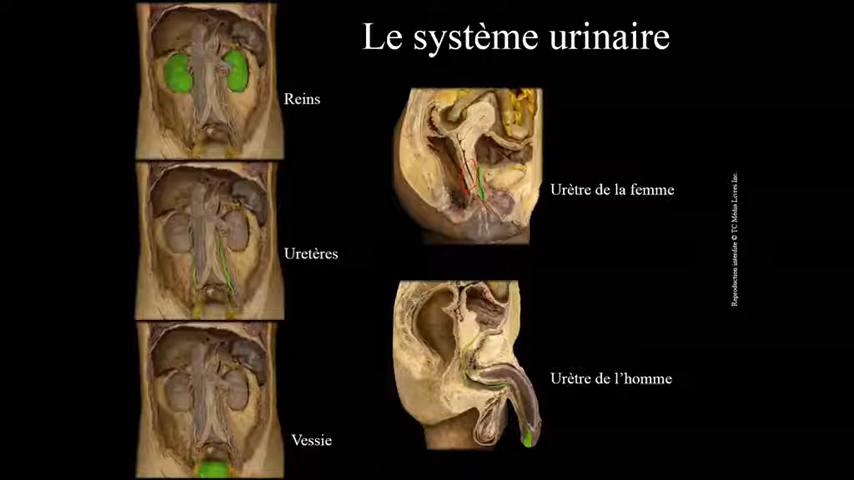 Le système urinaire
Reins
Uretères
Vessie
Urètre de la femme
Urètre de l'homme
Reproduction interdite © TC Média Livres Inc.